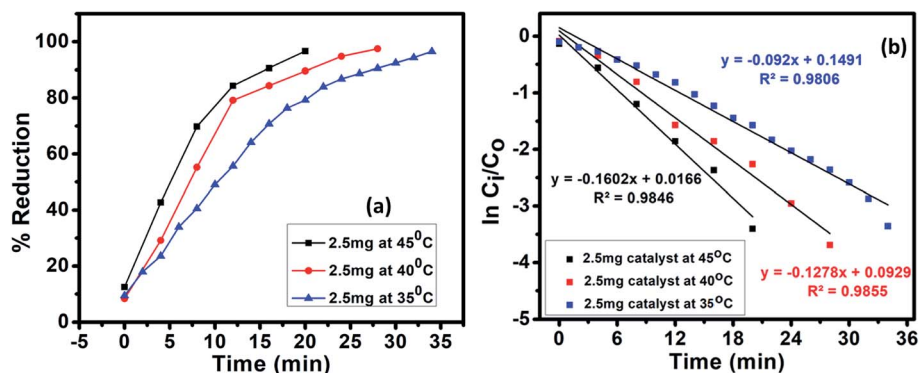 100
80
60
40
20
0
% Reduction
-5 0 5 10 15 20 25 30 35
Time (min)
(a)
2.5mg at 45⁰C
2.5mg at 40⁰C
2.5mg at 35⁰C
0
-1
-2
-3
-4
-5
ln Cᵢ/Cₒ
0 6 12 18 24 30 36
Time (min)
(b)
y = -0.092x + 0.1491
R² = 0.9806
y = -0.1602x + 0.0166
R² = 0.9846
y = -0.1278x + 0.0929
R² = 0.9855
2.5mg catalyst at 45ᴼC
2.5mg catalyst at 40ᴼC
2.5mg catalyst at 35ᴼC